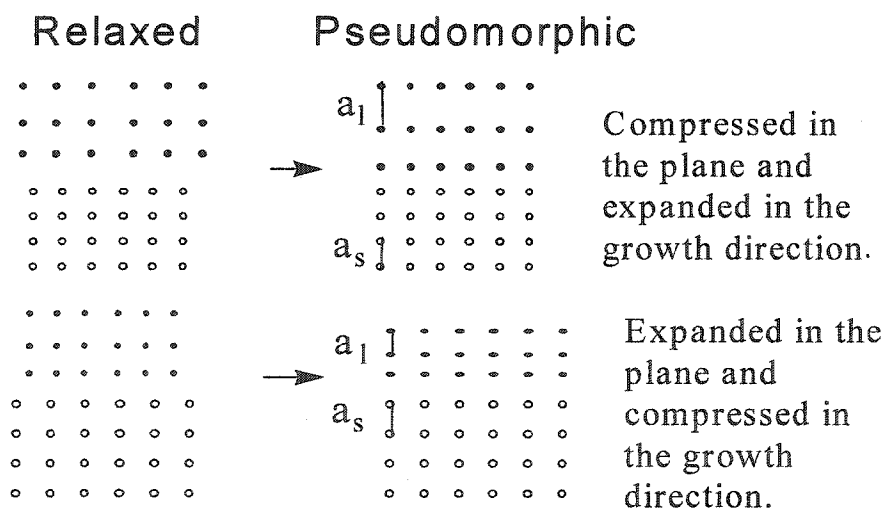 Relaxed Pseudomorphic
a_l
Compressed in
the plane and
expanded in the
growth direction.
a_s
Expanded in the
plane and
compressed in
the growth
direction.
a_l
a_s